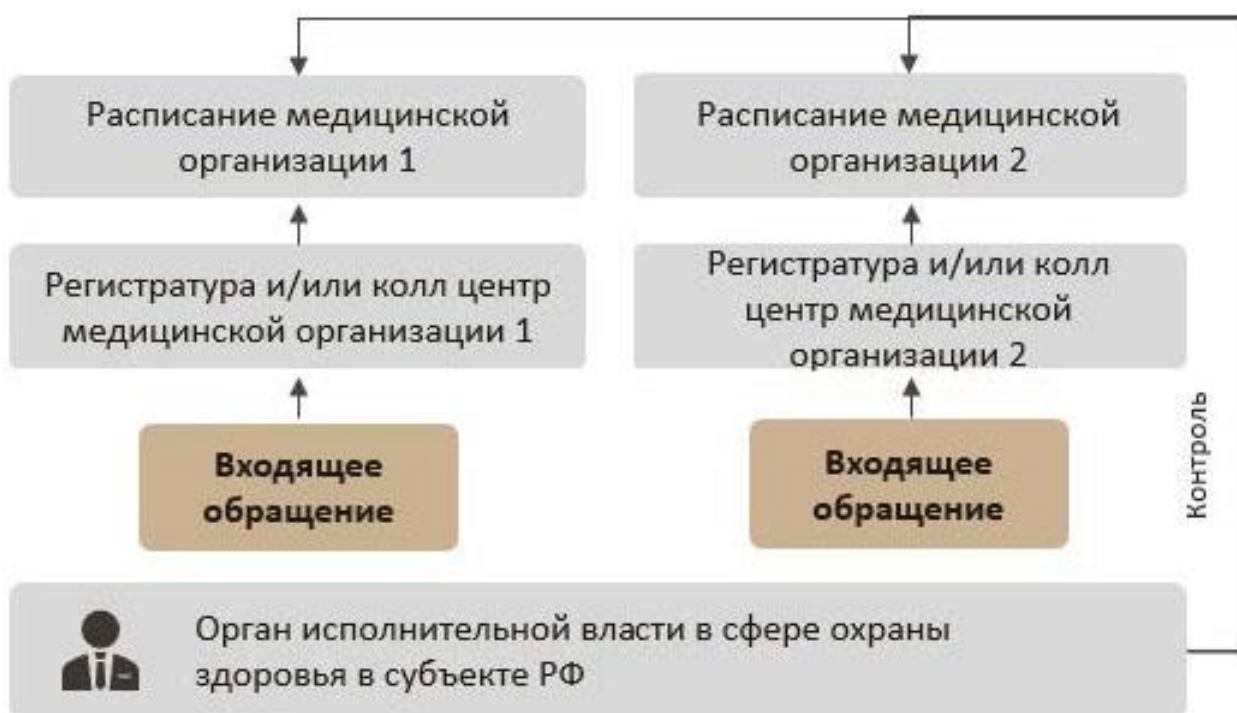 Расписание медицинской
организации 1
Расписание медицинской
организации 2
Регистратура и/или колл центр
медицинской организации 1
Регистратура и/или колл
центр медицинской
организации 2
Входящее
обращение
Входящее
обращение
Контроль
Орган исполнительной власти в сфере охраны
здоровья в субъекте РФ